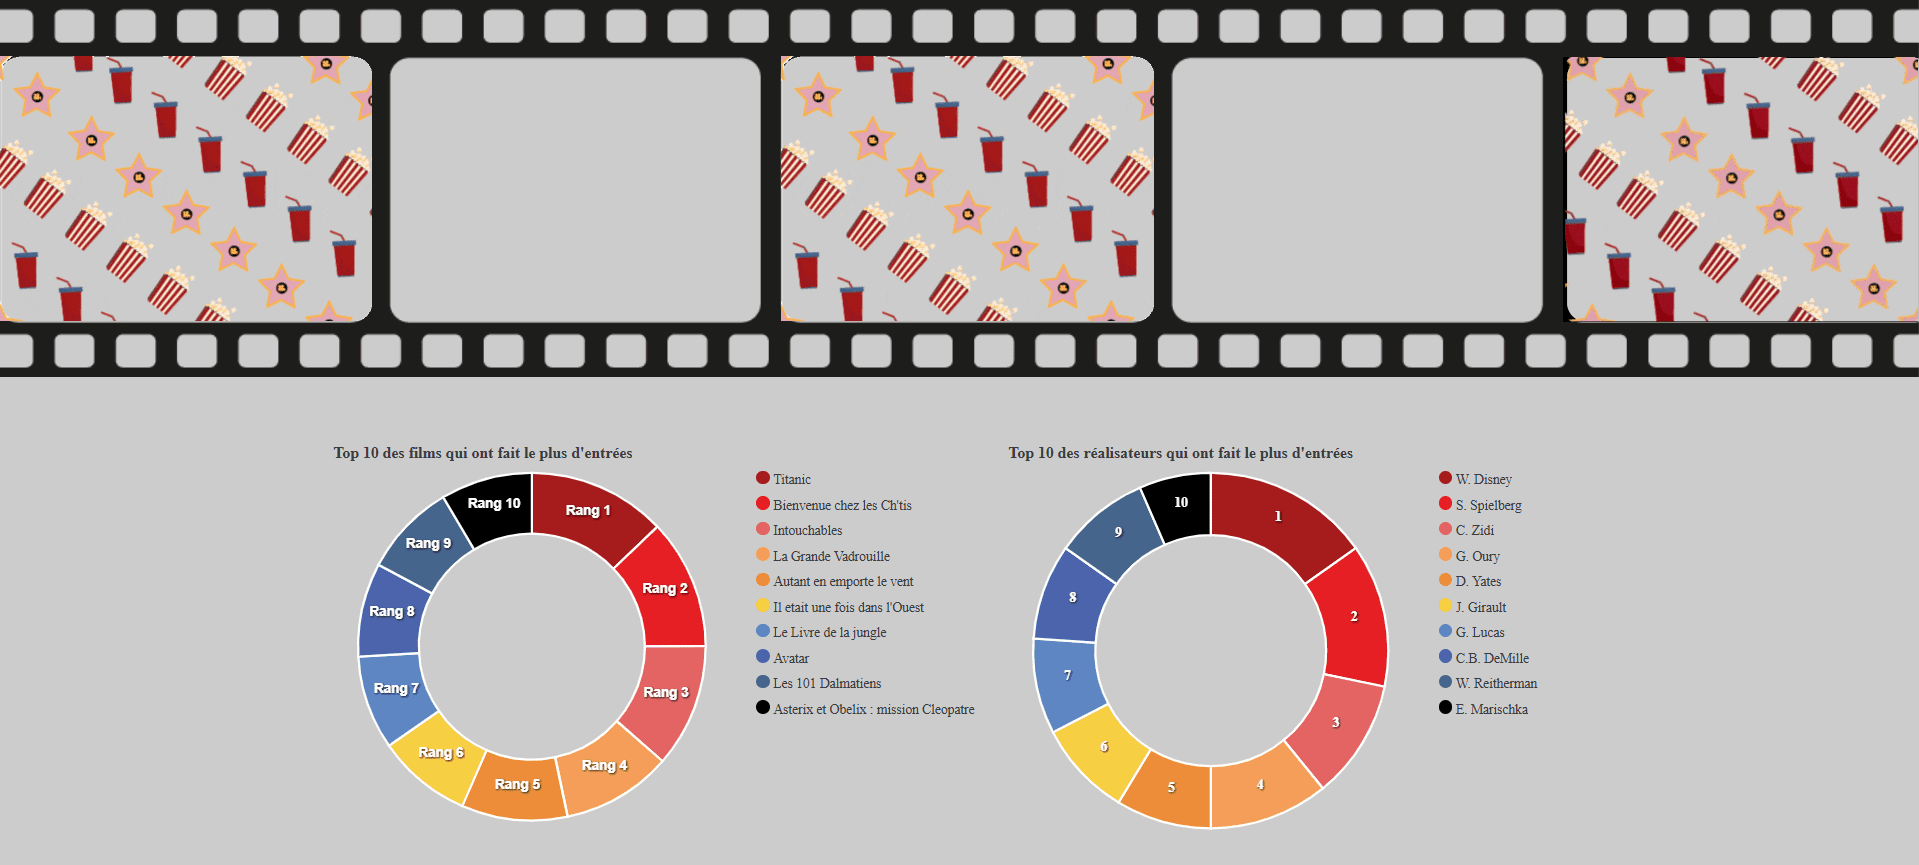 Top 10 des films qui ont fait le plus d'entrées
Rang 1
Rang 2
Rang 3
Rang 4
Rang 5
Rang 6
Rang 7
Rang 8
Rang 9
Rang 10
Titanic
Bienvenue chez les Ch'tis
Intouchables
La Grande Vadrouille
Autant en emporte le vent
Il etait une fois dans l'Ouest
Le Livre de la jungle
Avatar
Les 101 Dalmatiens
Asterix et Obelix : mission Cleopatre
Top 10 des réalisateurs qui ont fait le plus d'entrées
1
2
3
4
5
6
7
8
9
10
W. Disney
S. Spielberg
C. Zidi
G. Oury
D. Yates
J. Girault
G. Lucas
C.B. DeMille
W. Reitherman
E. Marischka